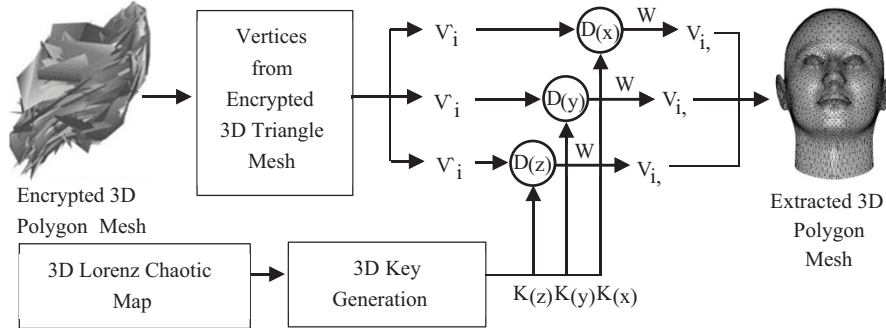 Vertices
from
Encrypted
3D Triangle
Mesh
V`i
D(x)
W
Vi,
V`i
D(y)
W
Vi,
V`i
D(z)
W
Vi,
Encrypted 3D
Polygon Mesh
Extracted 3D
Polygon
Mesh
3D Lorenz Chaotic
Map
3D Key
Generation
K(z)K(y)K(x)